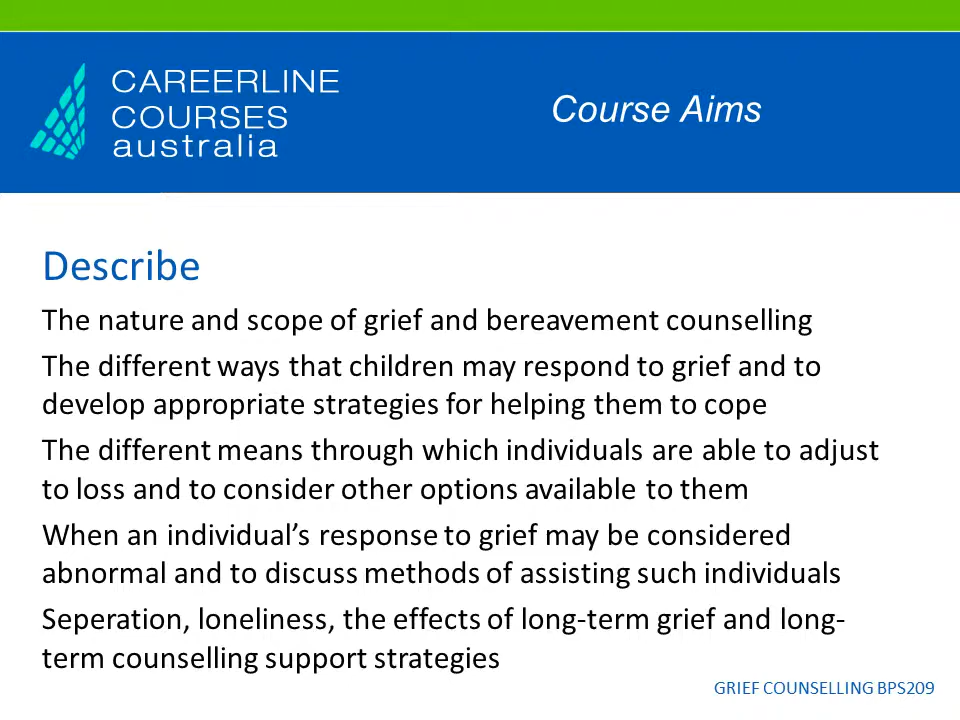 CAREERLINE
COURSES
australia
Course Aims
Describe
The nature and scope of grief and bereavement counselling
The different ways that children may respond to grief and to
develop appropriate strategies for helping them to cope
The different means through which individuals are able to adjust
to loss and to consider other options available to them
When an individual’s response to grief may be considered
abnormal and to discuss methods of assisting such individuals
Seperation, loneliness, the effects of long-term grief and long-
term counselling support strategies
GRIEF COUNSELLING BPS209